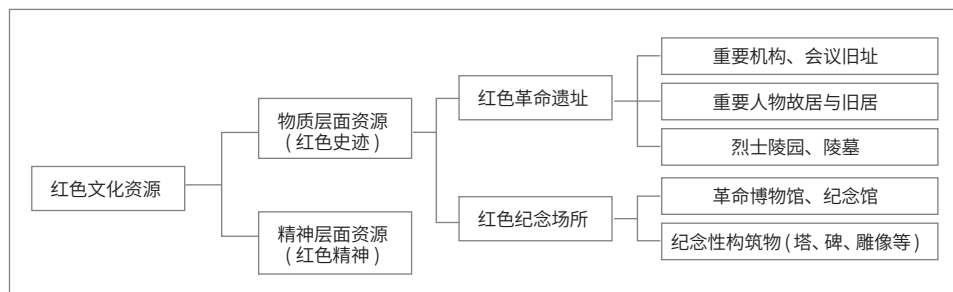 红色文化资源
物质层面资源
(红色史迹)
精神层面资源
(红色精神)
红色革命遗址
红色纪念场所
重要机构、会议旧址
重要人物故居与旧居
烈士陵园、陵墓
革命博物馆、纪念馆
纪念性构筑物(塔、碑、雕像等)